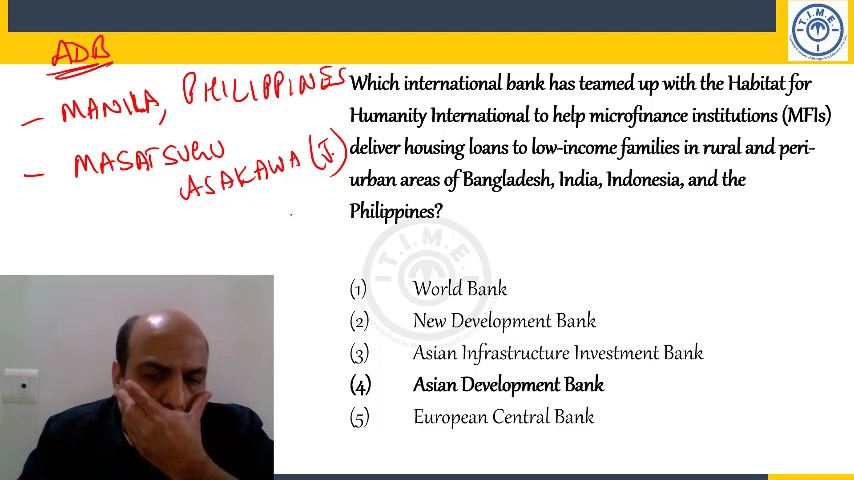 ADB
- MANILA, PHILIPPINES
- MASATSUGU
ASAKAWA (J.)
T.I.M.E.
Which international bank has teamed up with the Habitat for
Humanity International to help microfinance institutions (MFIs)
deliver housing loans to low-income families in rural and peri-
urban areas of Bangladesh, India, Indonesia, and the
Philippines?
T.I.M.E.
(1) World Bank
(2) New Development Bank
(3) Asian Infrastructure Investment Bank
(4) Asian Development Bank
(5) European Central Bank